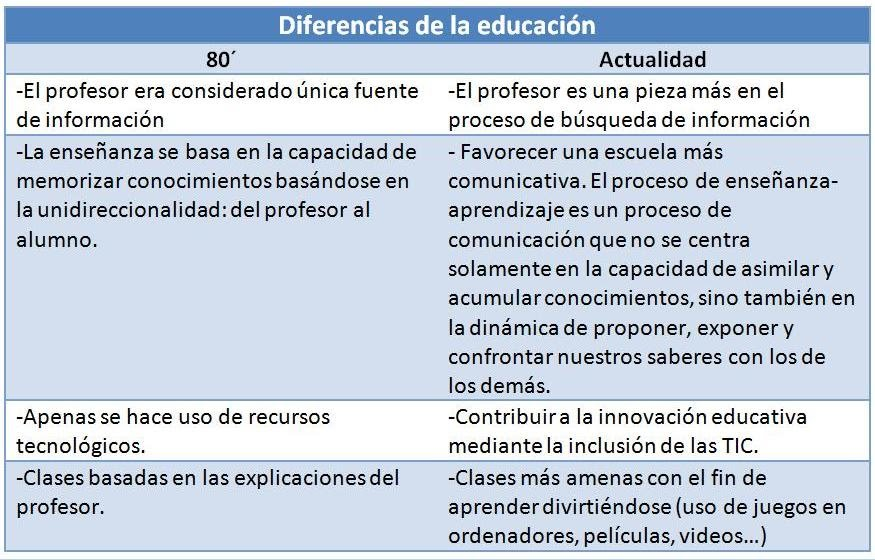 Diferencias de la educación
80´
Actualidad
-El profesor era considerado única fuente
de información
-El profesor es una pieza más en el
proceso de búsqueda de información
-La enseñanza se basa en la capacidad de
memorizar conocimientos basándose en
la unidireccionalidad: del profesor al
alumno.
- Favorecer una escuela más
comunicativa. El proceso de enseñanza-
aprendizaje es un proceso de
comunicación que no se centra
solamente en la capacidad de asimilar y
acumular conocimientos, sino también en
la dinámica de proponer, exponer y
confrontar nuestros saberes con los de
los demás.
-Apenas se hace uso de recursos
tecnológicos.
-Contribuir a la innovación educativa
mediante la inclusión de las TIC.
-Clases basadas en las explicaciones del
profesor.
-Clases más amenas con el fin de
aprender divirtiéndose (uso de juegos en
ordenadores, películas, videos…)